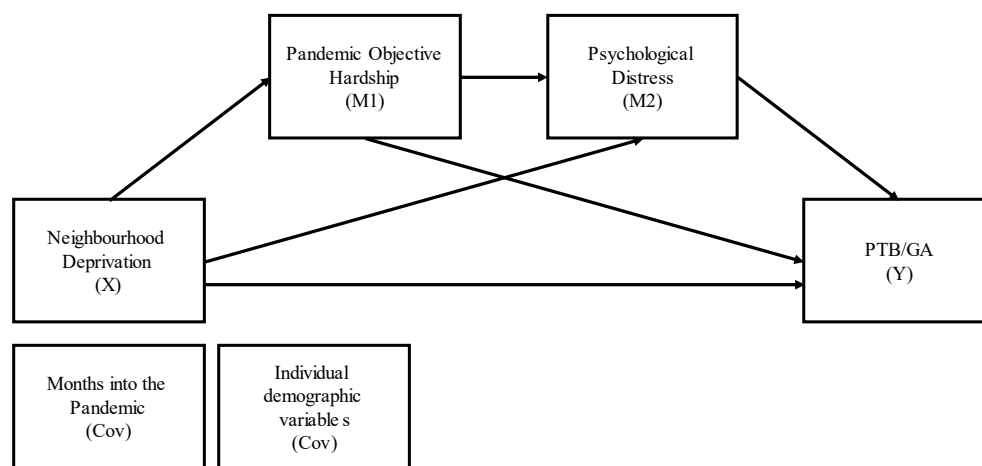 Pandemic Objective
Hardship
(M1)
Psychological
Distress
(M2)
Neighbourhood
Deprivation
(X)
PTB/GA
(Y)
Months into the
Pandemic
(Cov)
Individual
demographic
variables
(Cov)